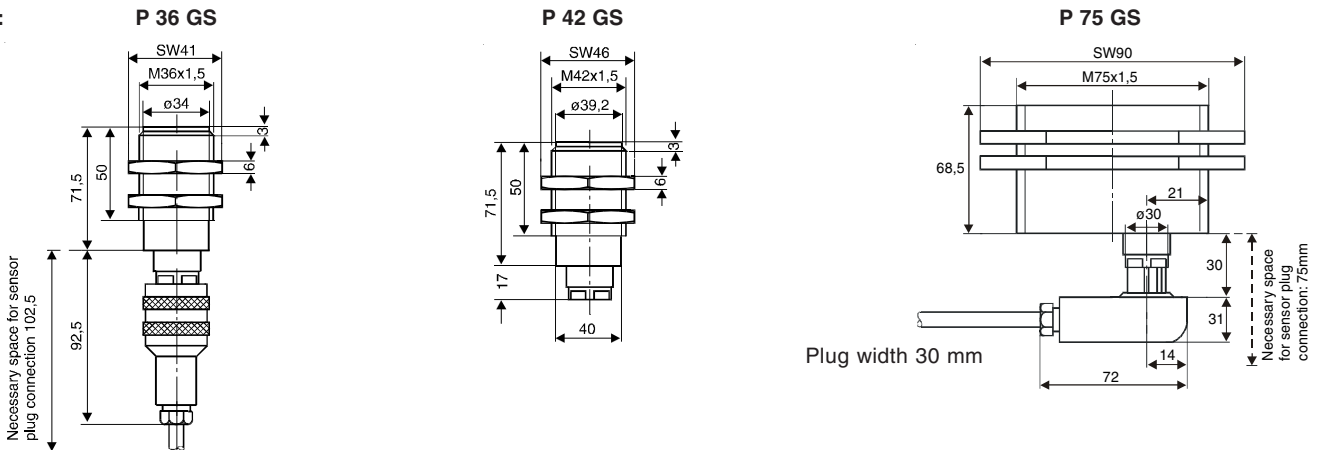 :
P 36 GS
SW41
M36x1,5
ø34
3
50
71,5
6
92,5
Necessary space for sensor
plug connection 102,5
P 42 GS
SW46
M42x1,5
ø39,2
3
6
50
71,5
17
40
P 75 GS
SW90
M75x1,5
68,5
21
ø30
30
31
14
72
Plug width 30 mm
Necessary space
for sensor plug
connection: 75mm